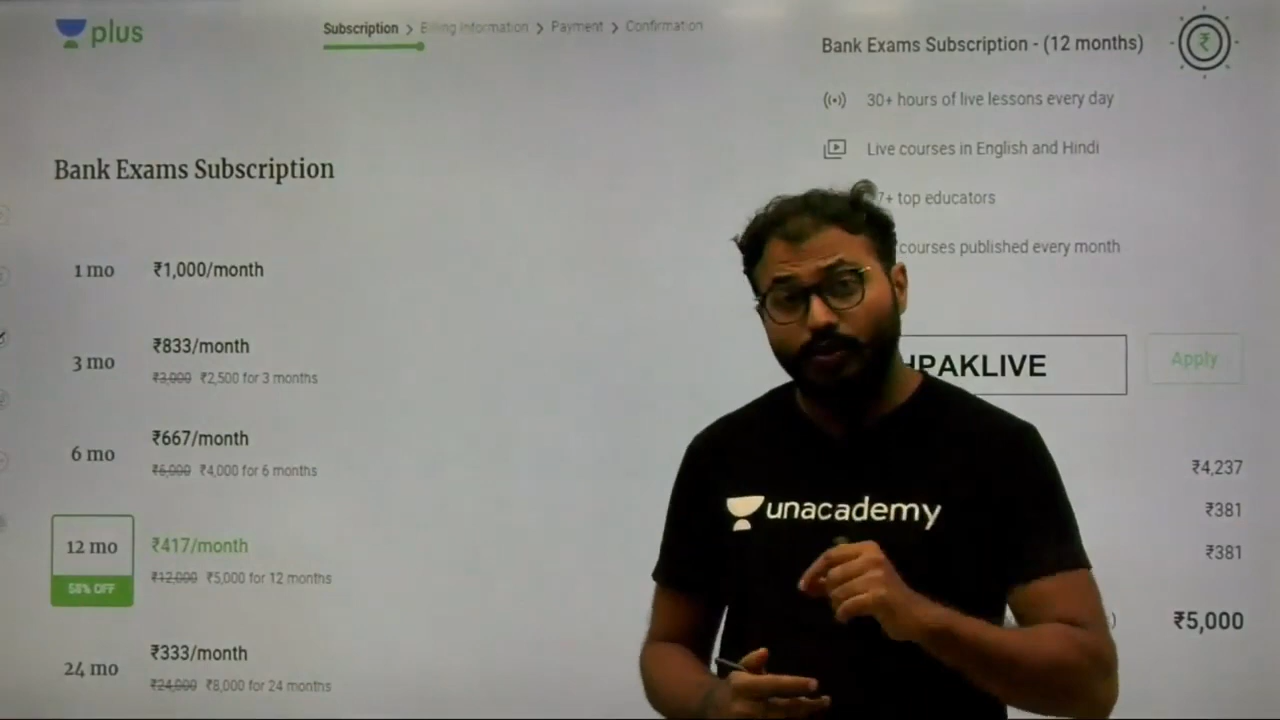 plus
Subscription > Billing Information > Payment > Confirmation
Bank Exams Subscription
1 mo ₹1,000/month
3 mo ₹833/month
₹3,000 ₹2,500 for 3 months
6 mo ₹667/month
₹6,000 ₹4,000 for 6 months
12 mo ₹417/month
58% OFF ₹12,000 ₹5,000 for 12 months
24 mo ₹333/month
₹24,000 ₹8,000 for 24 months
Bank Exams Subscription - (12 months)
₹
30+ hours of live lessons every day
Live courses in English and Hindi
7+ top educators
courses published every month
PAKLIVE
Apply
₹4,237
₹381
₹381
₹5,000
unacademy